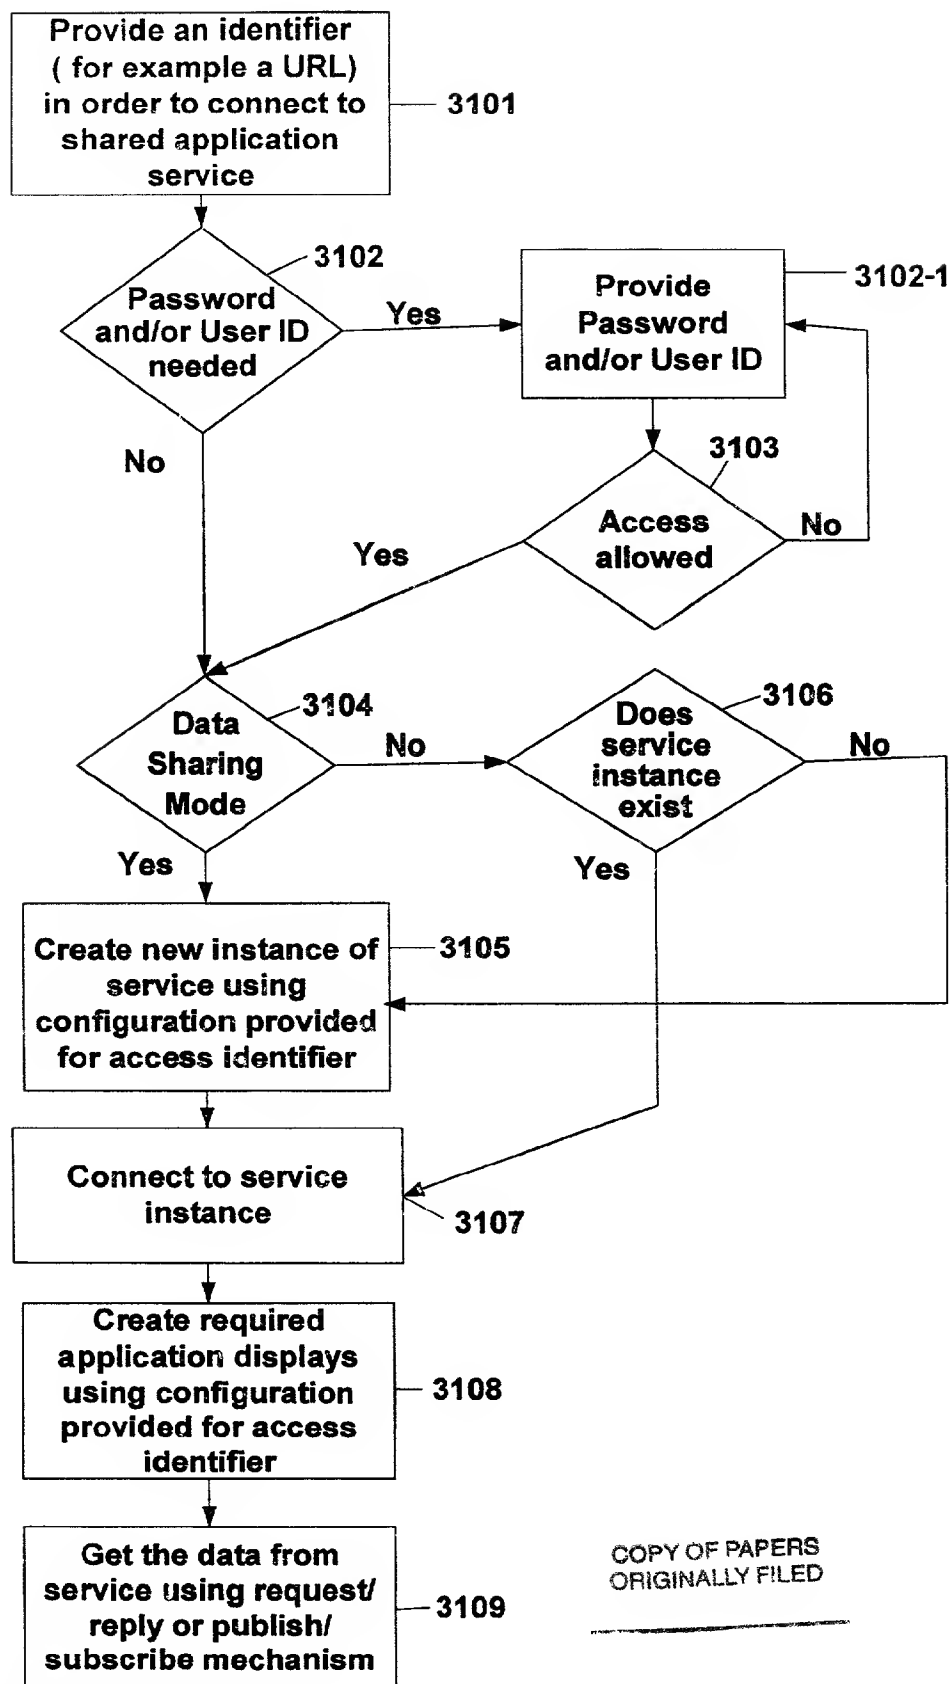 Provide an identifier
( for example a URL)
in order to connect to
shared application
service
3101
3102
Password
and/or User ID
needed
Yes
Provide
Password
and/or User ID
3102-1
No
3103
Access
allowed
No
Yes
3104
Data
Sharing
Mode
No
3106
Does
service
instance
exist
No
Yes
Yes
Create new instance of
service using
configuration provided
for access identifier
3105
Connect to service
instance
3107
Create required
application displays
using configuration
provided for access
identifier
3108
Get the data from
service using request/
reply or publish/
subscribe mechanism
3109
COPY OF PAPERS
ORIGINALLY FILED